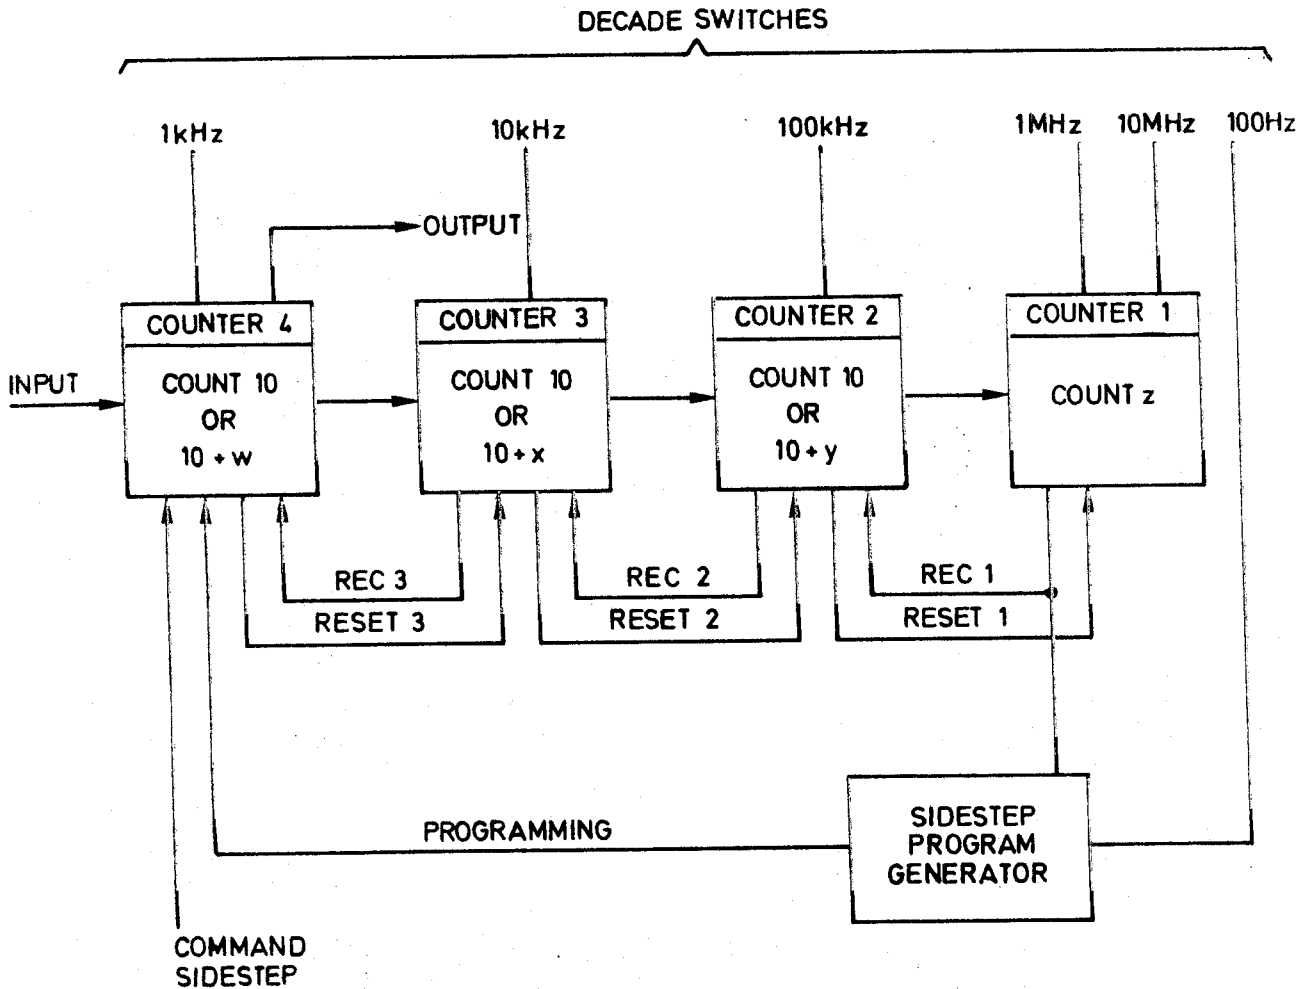 DECADE SWITCHES
1kHz
10kHz
100kHz
1MHz
10MHz
100Hz
OUTPUT
COUNTER 4
COUNTER 3
COUNTER 2
COUNTER 1
INPUT
COUNT 10
OR
10 + w
COUNT 10
OR
10 + x
COUNT 10
OR
10 + y
COUNT z
REC 3
RESET 3
REC 2
RESET 2
REC 1
RESET 1
PROGRAMMING
SIDESTEP
PROGRAM
GENERATOR
COMMAND
SIDESTEP